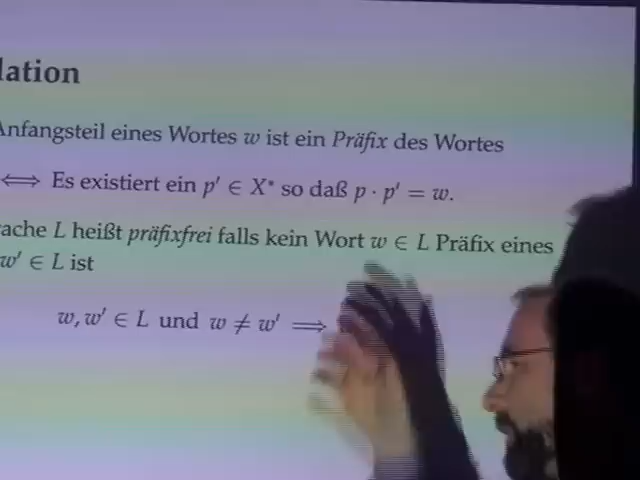 lation
Anfangsteil eines Wortes w ist ein Präfix des Wortes
⟺ Es existiert ein p′ ∈ X* so daß p · p′ = w.
ache L heißt präfixfrei falls kein Wort w ∈ L Präfix eines
w′ ∈ L ist
w, w′ ∈ L und w ≠ w′ ⟹